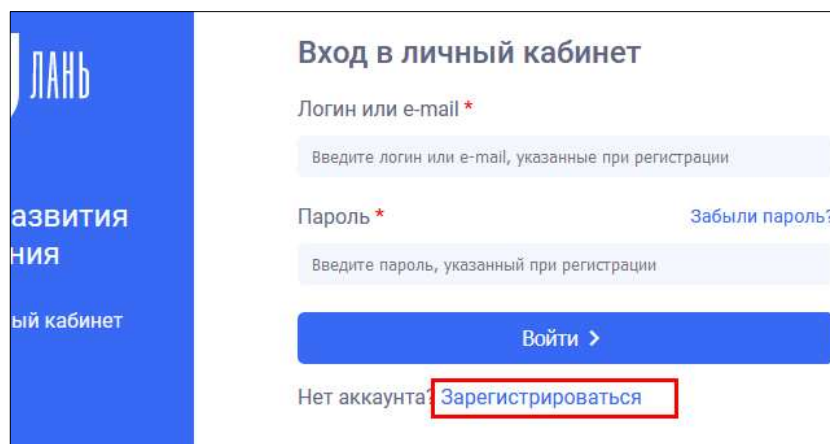 ЛАНЬ
азвития
ния
ый кабинет
Вход в личный кабинет
Логин или e-mail *
Введите логин или e-mail, указанные при регистрации
Пароль * Забыли пароль?
Введите пароль, указанный при регистрации
Войти >
Нет аккаунта? Зарегистрироваться